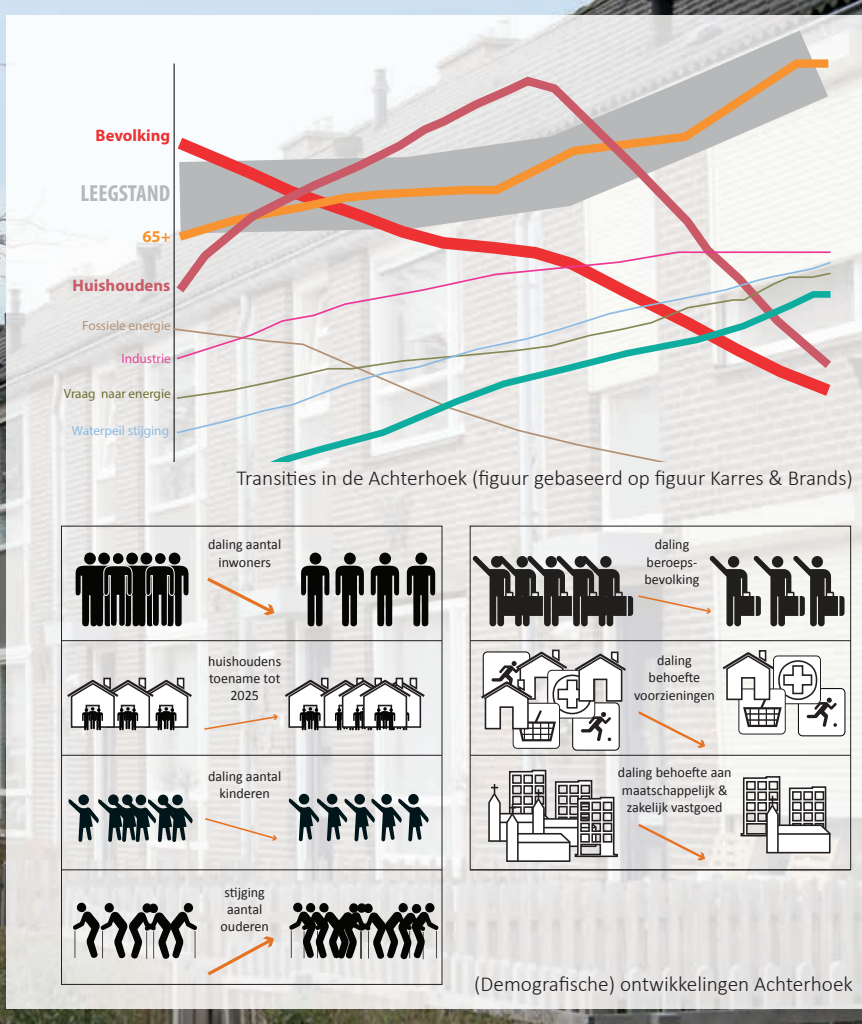 Bevolking
LEEGSTAND
65+
Huishoudens
Fossiele energie
Industrie
Vraag naar energie
Waterpeil stijging
Transities in de Achterhoek (figuur gebaseerd op figuur Karres & Brands)
daling aantal
inwoners
huishoudens
toename tot
2025
daling aantal
kinderen
stijging
aantal
ouderen
daling
beroeps-
bevolking
daling
behoefte
voorzieningen
daling behoefte aan
maatschappelijk &
zakelijk vastgoed
(Demografische) ontwikkelingen Achterhoek